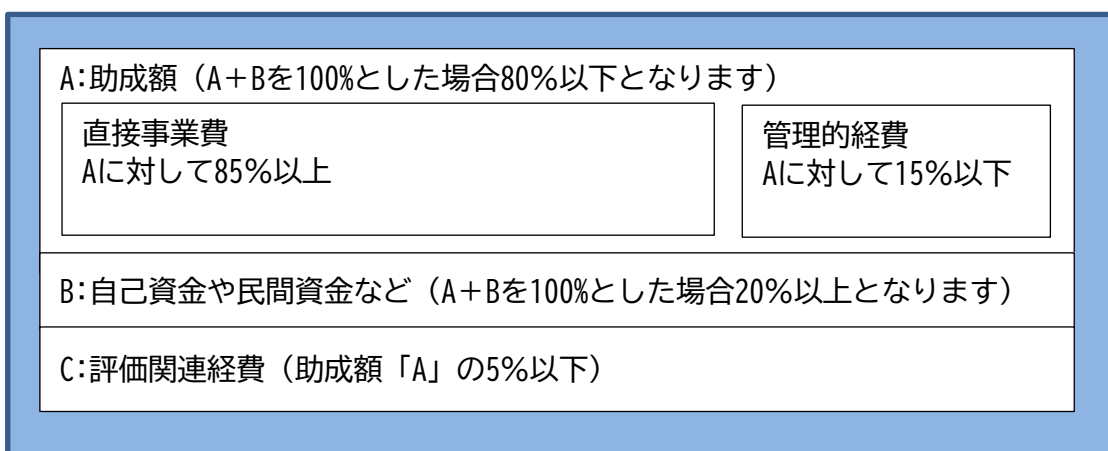 A:助成額（A＋Bを100%とした場合80％以下となります）
直接事業費
Aに対して85％以上
管理的経費
Aに対して15％以下
B:自己資金や民間資金など（A＋Bを100%とした場合20％以上となります）
C:評価関連経費（助成額「A」の5％以下）